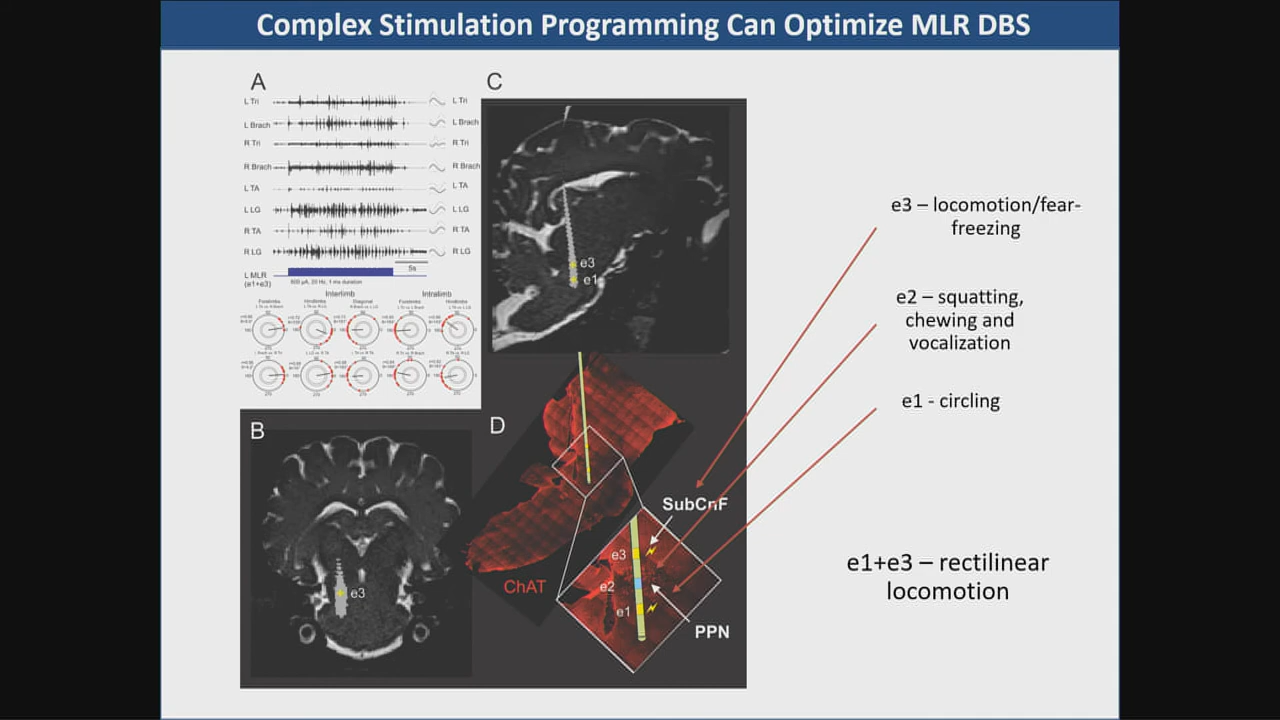 Complex Stimulation Programming Can Optimize MLR DBS
A
L Tri
L Tri
L Brach
L Brach
R Tri
R Tri
R Brach
R Brach
L TA
L TA
L LG
L LG
R TA
R TA
R LG
R LG
5s
L MLR
(e1+e3)
Interlimb
Intralimb
C
e3
e1
B
e3
D
ChAT
SubCnF
e3
e2
e1
PPN
e3 – locomotion/fear-
freezing
e2 – squatting,
chewing and
vocalization
e1 - circling
e1+e3 – rectilinear
locomotion